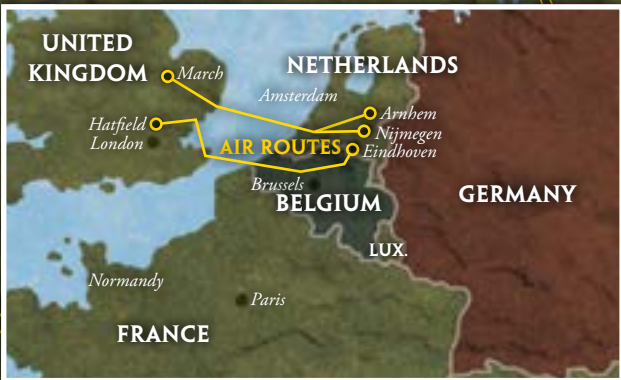 UNITED
KINGDOM
March
NETHERLANDS
Amsterdam
Arnhem
Hatfield
London
AIR ROUTES
Nijmegen
Eindhoven
Brussels
BELGIUM
GERMANY
LUX.
Normandy
Paris
FRANCE